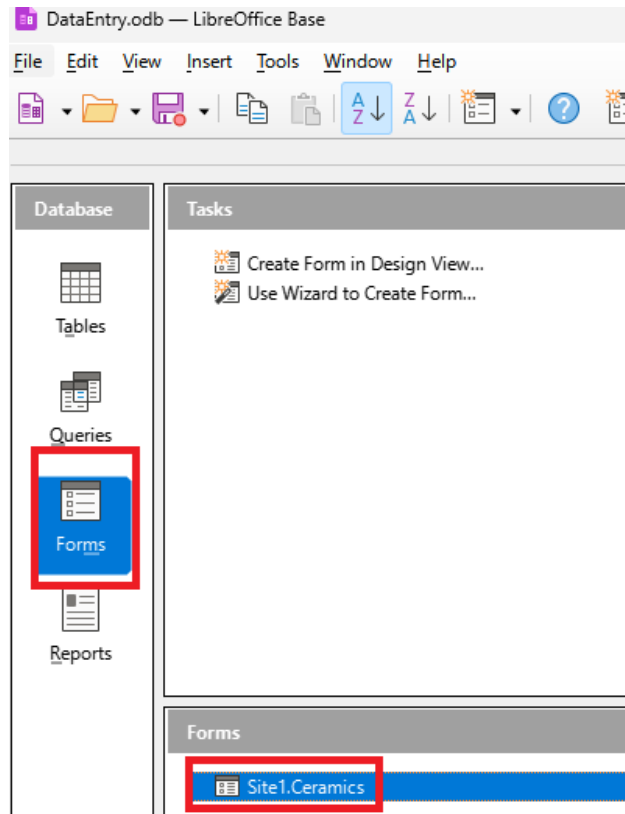 DataEntry.odb — LibreOffice Base
File Edit View Insert Tools Window Help
Database
Tasks
Create Form in Design View...
Use Wizard to Create Form...
Tables
Queries
Forms
Reports
Forms
Site1.Ceramics